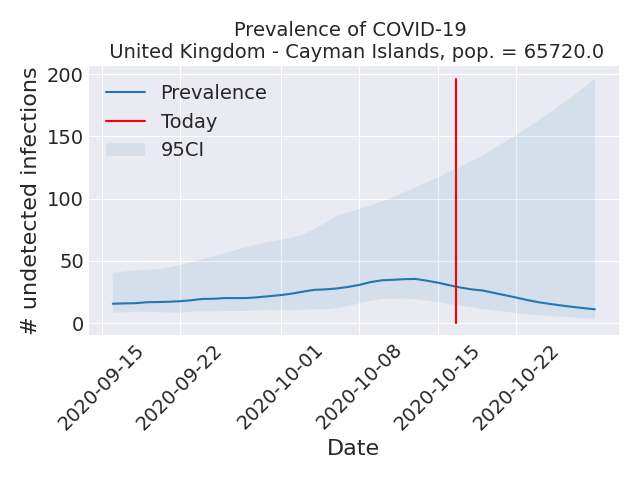 Prevalence of COVID-19
United Kingdom - Cayman Islands, pop. = 65720.0
# undetected infections
200
150
100
50
0
Prevalence
Today
95CI
2020-09-15
2020-09-22
2020-10-01
2020-10-08
2020-10-15
2020-10-22
Date